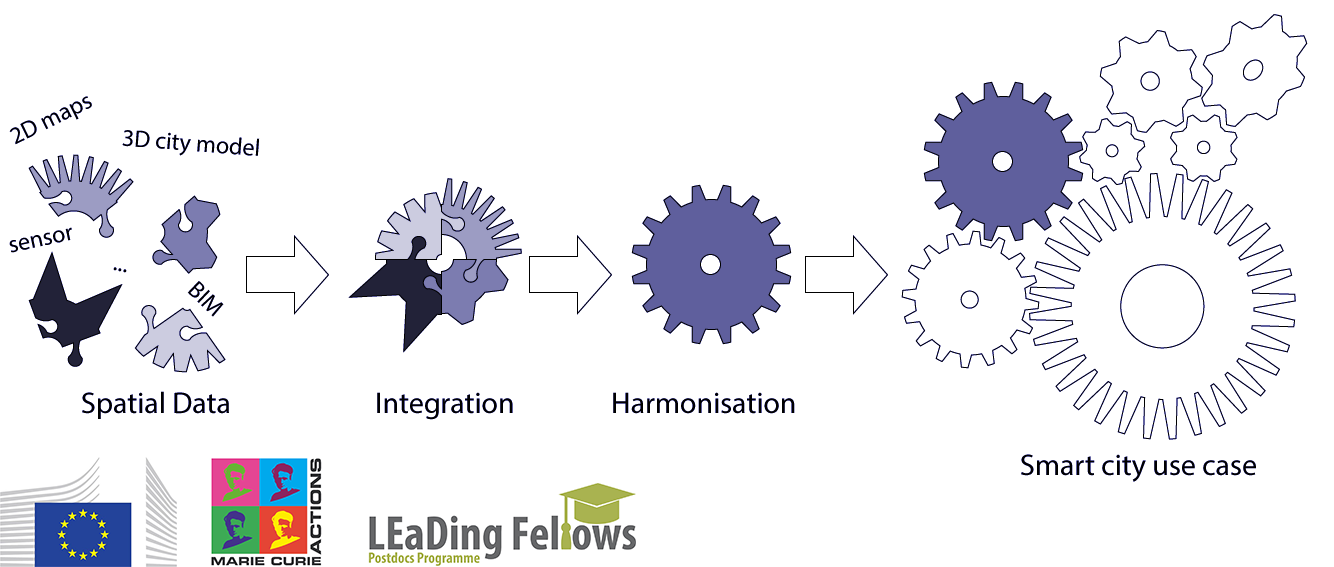 2D maps
3D city model
sensor
...
BIM
Spatial Data
Integration
Harmonisation
Smart city use case
MARIE CURIE
ACTIONS
LEaDing Fellows
Postdocs Programme